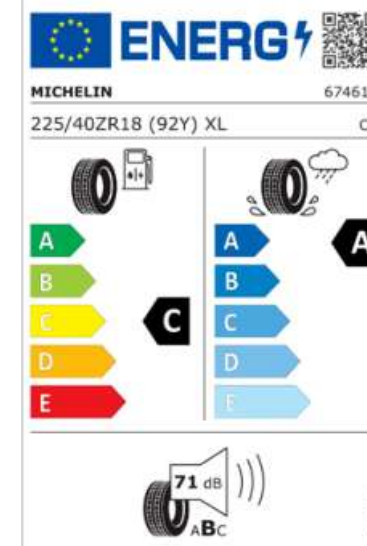 ENERG
MICHELIN 67461
225/40ZR18 (92Y) XL C
A A A
B B
C C C
D D
E E
71 dB
ABC